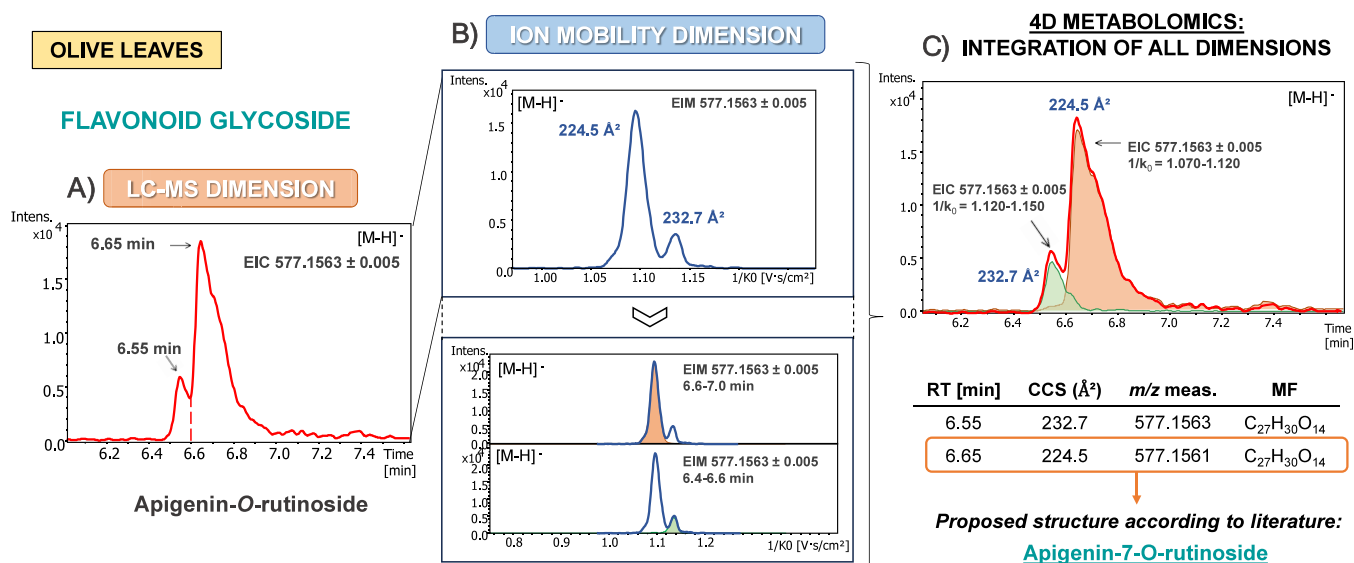 OLIVE LEAVES
FLAVONOID GLYCOSIDE
A) LC-MS DIMENSION
Intens.
x10⁴
[M-H]⁻
EIC 577.1563 ± 0.005
6.65 min
6.55 min
2.0
1.5
1.0
0.5
0.0
6.2 6.4 6.6 6.8 7.0 7.2 7.4 Time
[min]
Apigenin-O-rutinoside
B) ION MOBILITY DIMENSION
Intens.
x10⁴
[M-H]⁻
EIM 577.1563 ± 0.005
224.5 Å²
232.7 Å²
1.5
1.0
0.5
0.0
1.00 1.05 1.10 1.15 1/K0 [V·s/cm²]
Intens.
x10⁴
[M-H]⁻
EIM 577.1563 ± 0.005
6.6-7.0 min
2.0
1.5
1.0
0.5
0.0
x10⁴
[M-H]⁻
EIM 577.1563 ± 0.005
6.4-6.6 min
2.0
1.5
1.0
0.5
0.0
0.8 0.9 1.0 1.1 1.2 1/K0 [V·s/cm²]
4D METABOLOMICS:
C) INTEGRATION OF ALL DIMENSIONS
Intens.
x10⁴
[M-H]⁻
224.5 Å²
EIC 577.1563 ± 0.005
1/k₀ = 1.070-1.120
EIC 577.1563 ± 0.005
1/k₀ = 1.120-1.150
232.7 Å²
2.0
1.5
1.0
0.5
0.0
6.2 6.4 6.6 6.8 7.0 7.2 7.4 Time
[min]
RT [min] CCS (Å²) m/z meas. MF
6.55 232.7 577.1563 C₂₇H₃₀O₁₄
6.65 224.5 577.1561 C₂₇H₃₀O₁₄
Proposed structure according to literature:
Apigenin-7-O-rutinoside